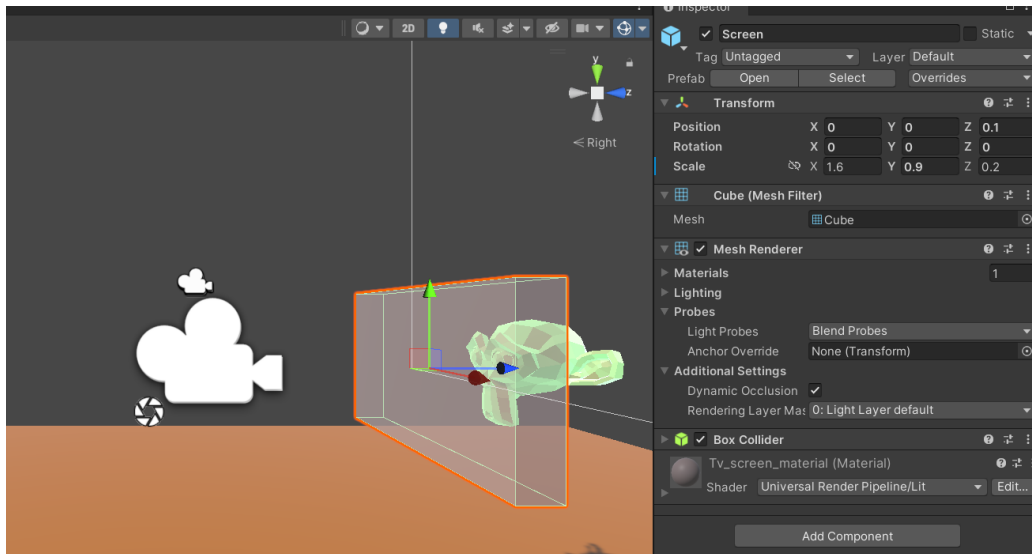 Inspector
2D
y
z
Right
Screen
Static
Tag Untagged Layer Default
Prefab Open Select Overrides
Transform
Position X 0 Y 0 Z 0.1
Rotation X 0 Y 0 Z 0
Scale X 1.6 Y 0.9 Z 0.2
Cube (Mesh Filter)
Mesh Cube
Mesh Renderer
Materials 1
Lighting
Probes
Light Probes Blend Probes
Anchor Override None (Transform)
Additional Settings
Dynamic Occlusion
Rendering Layer Mas 0: Light Layer default
Box Collider
Tv_screen_material (Material)
Shader Universal Render Pipeline/Lit Edit...
Add Component